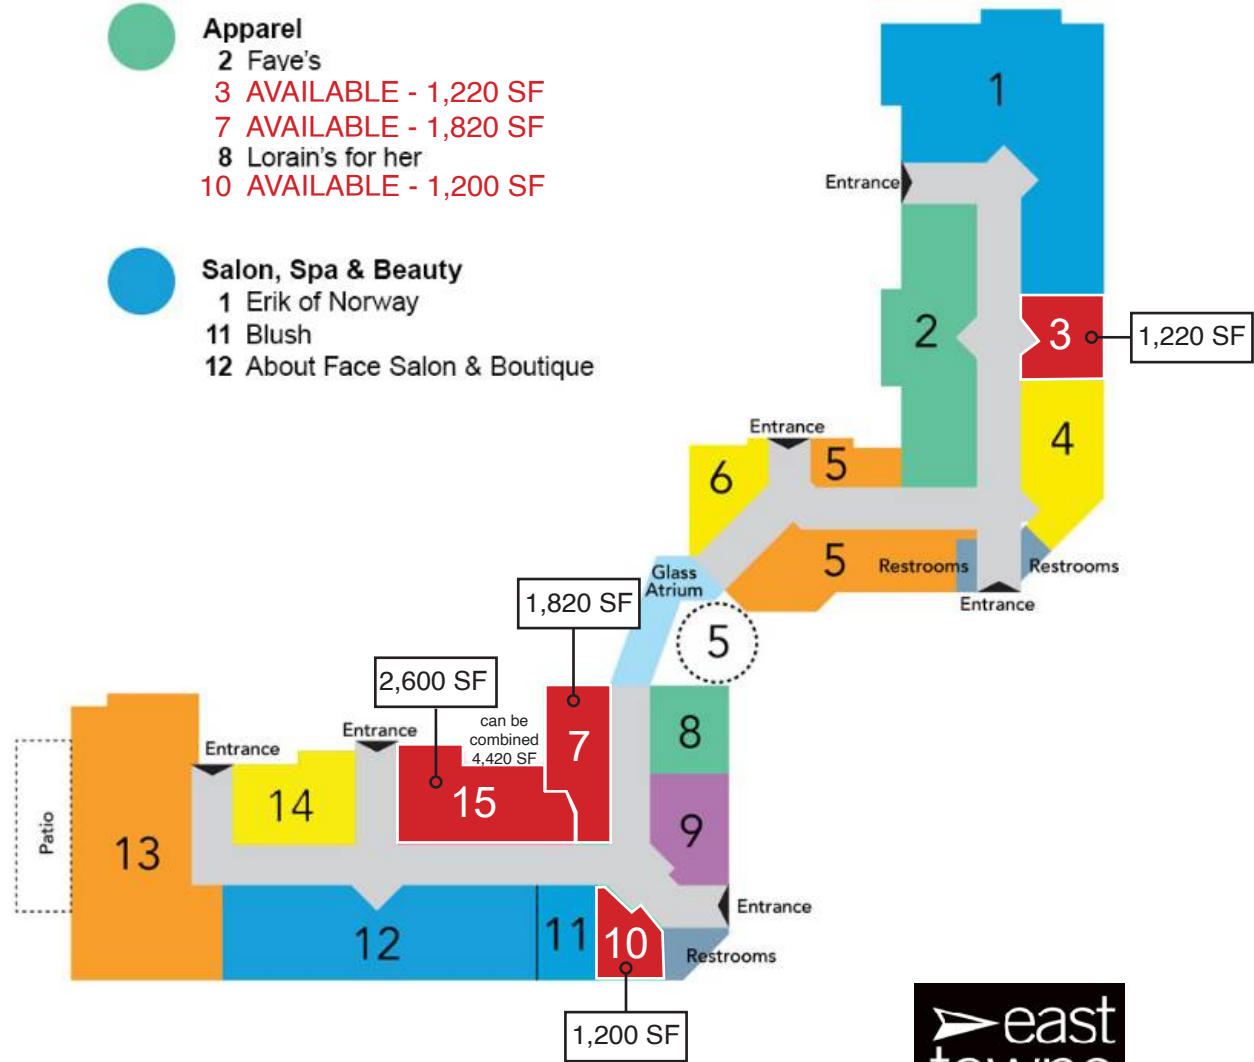 Apparel
2 Faye's
3 AVAILABLE - 1,220 SF
7 AVAILABLE - 1,820 SF
8 Lorain's for her
10 AVAILABLE - 1,200 SF
Salon, Spa & Beauty
1 Erik of Norway
11 Blush
12 About Face Salon & Boutique
1
Entrance
2
3
1,220 SF
4
Entrance
6
5
5
Restrooms
Restrooms
Entrance
Glass
Atrium
5
1,820 SF
2,600 SF
can be
combined
4,420 SF
7
8
Entrance
Entrance
14
15
9
Patio
13
12
11
10
Entrance
Restrooms
1,200 SF
east